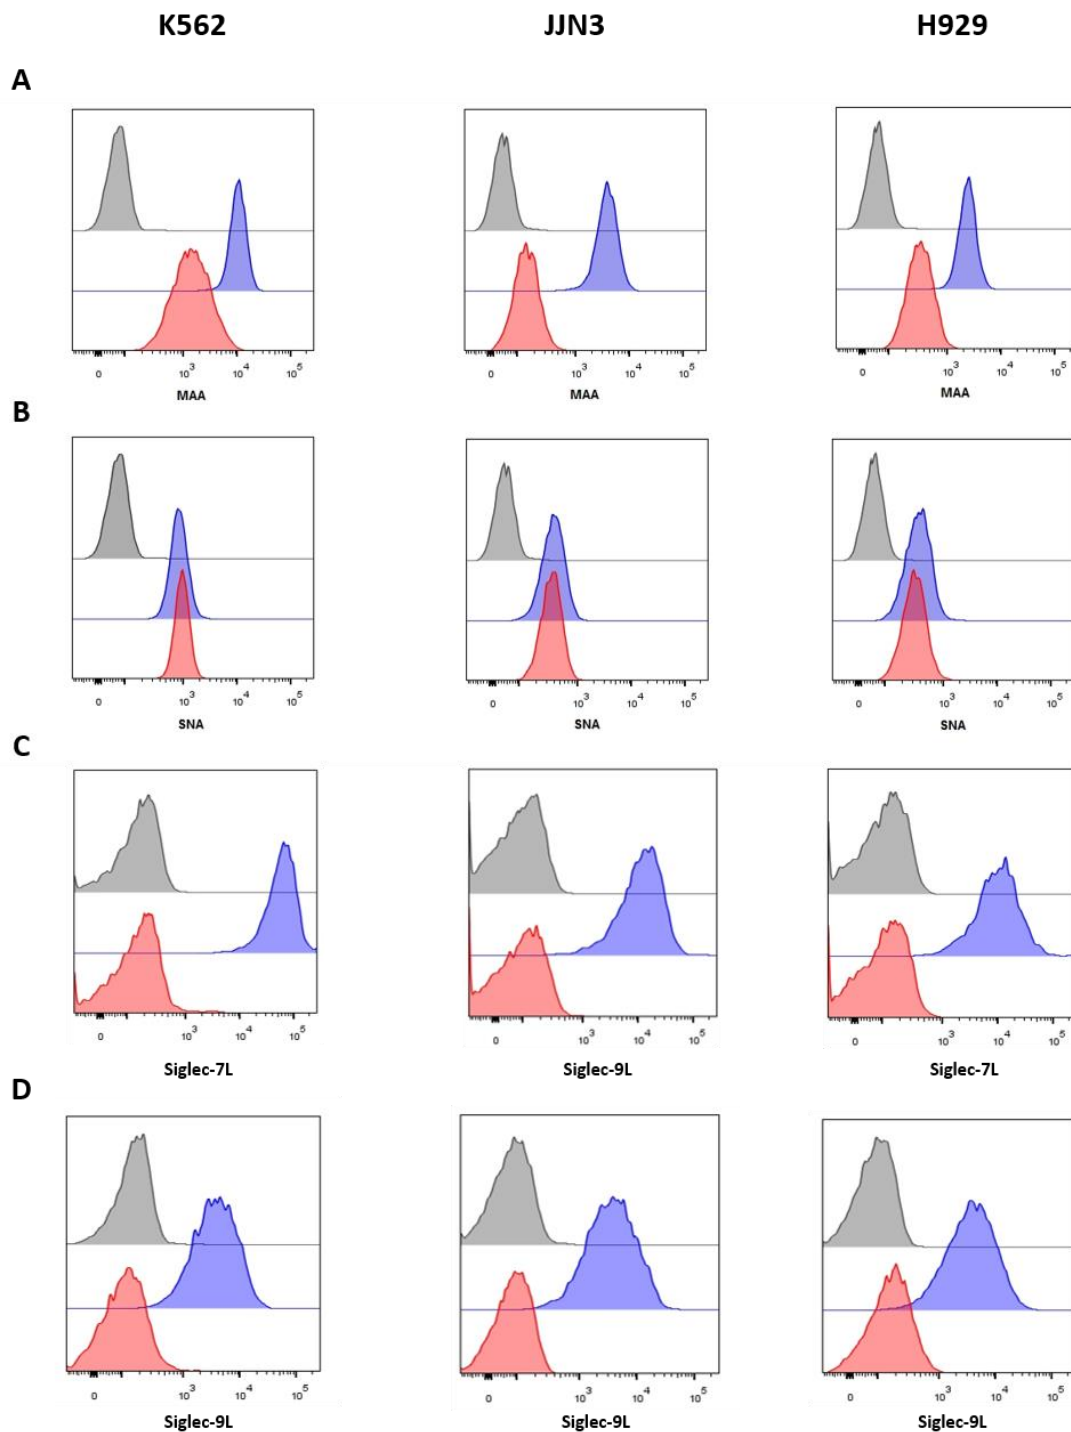 K562 JJN3 H929
A
0 10³ 10⁴ 10⁵ 0 10³ 10⁴ 10⁵ 0 10³ 10⁴ 10⁵
MAA MAA MAA
B
0 10³ 10⁴ 10⁵ 0 10³ 10⁴ 10⁵ 0 10³ 10⁴ 10⁵
SNA SNA SNA
C
0 10³ 10⁴ 10⁵ 0 10³ 10⁴ 10⁵ 0 10³ 10⁴ 10⁵
Siglec-7L Siglec-9L Siglec-7L
D
0 10³ 10⁴ 10⁵ 0 10³ 10⁴ 10⁵ 0 10³ 10⁴ 10⁵
Siglec-9L Siglec-9L Siglec-9L